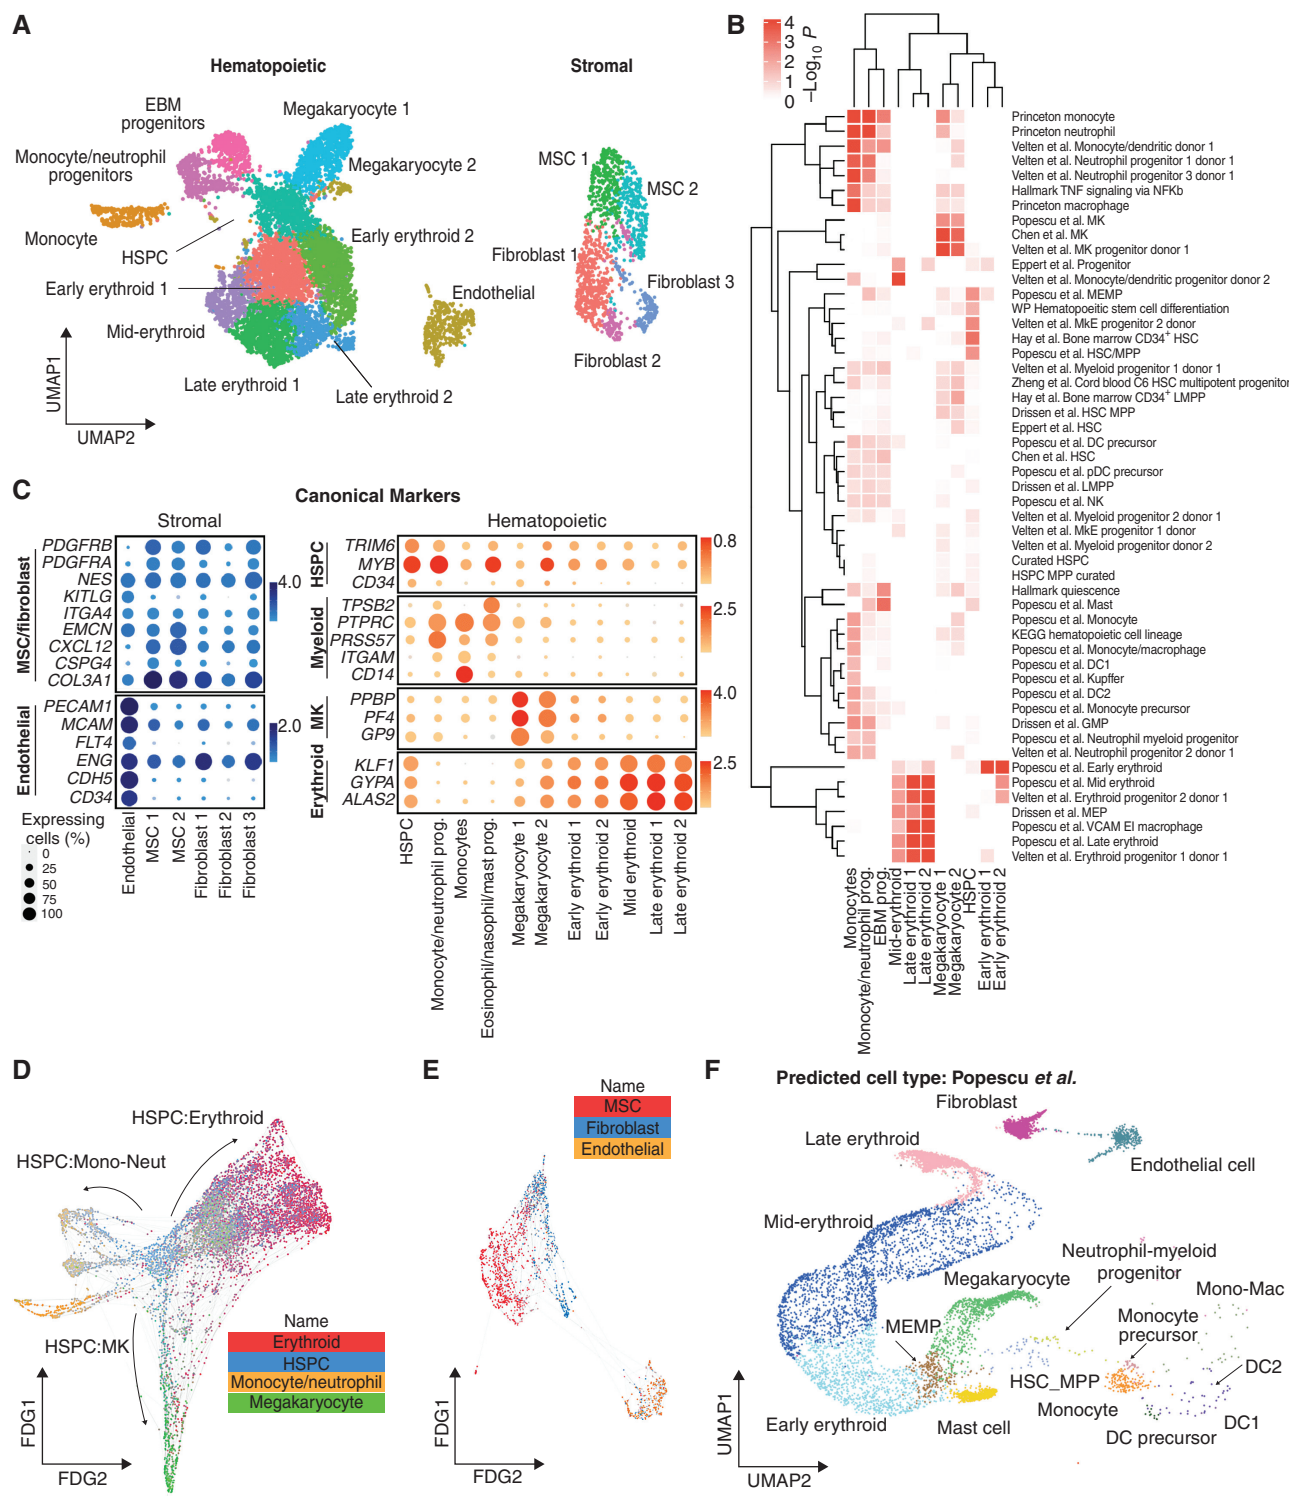 A
Hematopoietic
Stromal
EBM
progenitors
Megakaryocyte 1
Monocyte/neutrophil
progenitors
Megakaryocyte 2
MSC 1
MSC 2
Monocyte
HSPC
Early erythroid 2
Fibroblast 1
Early erythroid 1
Endothelial
Fibroblast 3
Mid-erythroid
Fibroblast 2
Late erythroid 1
Late erythroid 2
UMAP1
UMAP2
B
4
3
2
1
0
−Log10 P
Princeton monocyte
Princeton neutrophil
Velten et al. Monocyte/dendritic donor 1
Velten et al. Neutrophil progenitor 1 donor 1
Velten et al. Neutrophil progenitor 3 donor 1
Hallmark TNF signaling via NFKb
Princeton macrophage
Popescu et al. MK
Chen et al. MK
Velten et al. MK progenitor donor 1
Eppert et al. Progenitor
Velten et al. Monocyte/dendritic progenitor donor 2
Popescu et al. MEMP
WP Hematopoeitic stem cell differentiation
Velten et al. MkE progenitor 2 donor
Hay et al. Bone marrow CD34+ HSC
Popescu et al. HSC/MPP
Velten et al. Myeloid progenitor 1 donor 1
Zheng et al. Cord blood C6 HSC multipotent progenitor
Hay et al. Bone marrow CD34+ LMPP
Drissen et al. HSC MPP
Eppert et al. HSC
Popescu et al. DC precursor
Chen et al. HSC
Popescu et al. pDC precursor
Drissen et al. LMPP
Popescu et al. NK
Velten et al. Myeloid progenitor 2 donor 1
Velten et al. MkE progenitor 1 donor
Velten et al. Myeloid progenitor donor 2
Curated HSPC
HSPC MPP curated
Hallmark quiescence
Popescu et al. Mast
Popescu et al. Monocyte
KEGG hematopoietic cell lineage
Popescu et al. Monocyte/macrophage
Popescu et al. DC1
Popescu et al. Kupffer
Popescu et al. DC2
Popescu et al. Monocyte precursor
Drissen et al. GMP
Popescu et al. Neutrophil myeloid progenitor
Velten et al. Neutrophil progenitor 2 donor 1
Popescu et al. Early erythroid
Popescu et al. Mid erythroid
Velten et al. Erythroid progenitor 2 donor 1
Drissen et al. MEP
Popescu et al. VCAM EI macrophage
Popescu et al. Late erythroid
Velten et al. Erythroid progenitor 1 donor 1
Monocytes
Monocyte/neutrophil prog.
EBM prog.
Mid-erythroid
Late erythroid 1
Late erythroid 2
Megakaryocyte 1
Megakaryocyte 2
HSPC
Early erythroid 1
Early erythroid 2
C
Canonical Markers
Stromal
Hematopoietic
MSC/fibroblast
PDGFRB
PDGFRA
NES
KITLG
ITGA4
EMCN
CXCL12
CSPG4
COL3A1
4.0
Endothelial
PECAM1
MCAM
FLT4
ENG
CDH5
CD34
2.0
Expressing
cells (%)
0
25
50
75
100
Endothelial
MSC 1
MSC 2
Fibroblast 1
Fibroblast 2
Fibroblast 3
HSPC
TRIM6
MYB
CD34
0.8
Myeloid
TPSB2
PTPRC
PRSS57
ITGAM
CD14
2.5
MK
PPBP
PF4
GP9
4.0
Erythroid
KLF1
GYPA
ALAS2
2.5
HSPC
Monocyte/neutrophil prog.
Monocytes
Eosinophil/nasophil/mast prog.
Megakaryocyte 1
Megakaryocyte 2
Early erythroid 1
Early erythroid 2
Mid erythroid
Late erythroid 1
Late erythroid 2
D
HSPC:Erythroid
HSPC:Mono-Neut
HSPC:MK
Name
Erythroid
HSPC
Monocyte/neutrophil
Megakaryocyte
FDG1
FDG2
E
Name
MSC
Fibroblast
Endothelial
FDG1
FDG2
F
Predicted cell type: Popescu et al.
Fibroblast
Late erythroid
Endothelial cell
Mid-erythroid
Neutrophil-myeloid
progenitor
Megakaryocyte
Mono-Mac
Monocyte
precursor
MEMP
DC2
HSC_MPP
Monocyte
DC1
Early erythroid
Mast cell
DC precursor
UMAP1
UMAP2